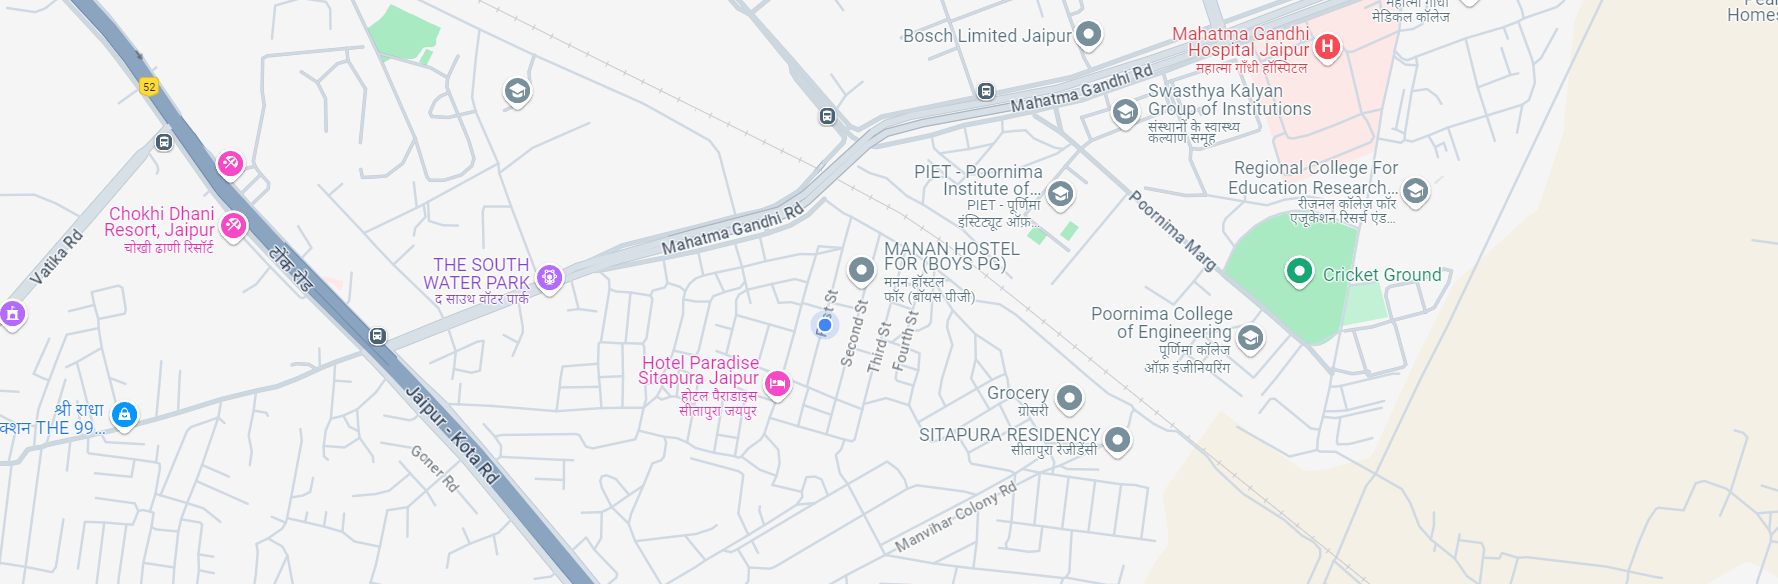 महात्मा गांधी
मेडिकल कॉलेज
Homes
Bosch Limited Jaipur
Mahatma Gandhi
Hospital Jaipur
महात्मा गाँधी हॉस्पिटल
H
52
Mahatma Gandhi Rd
Swasthya Kalyan
Group of Institutions
संस्थानों के स्वास्थ्य
कल्याण समूह
PIET - Poornima
Institute of...
PIET - पूर्णिमा
इंस्टिट्यूट ऑफ़...
Regional College For
Education Research...
रीजनल कॉलेज फॉर
एजूकेशन रिसर्च एंड...
Chokhi Dhani
Resort, Jaipur
चोखी ढाणी रिसॉर्ट
Vatika Rd
टोंक रोड
Mahatma Gandhi Rd
Poornima Marg
THE SOUTH
WATER PARK
द साउथ वॉटर पार्क
MANAN HOSTEL
FOR (BOYS PG)
मनन हॉस्टल
फॉर (बॉयस पीजी)
Cricket Ground
St
Second St
Third St
Fourth St
Poornima College
of Engineering
पूर्णिमा कॉलेज
ऑफ़ इंजीनियरिंग
Hotel Paradise
Sitapura Jaipur
होटल पैराडाइस
सीतापुरा जयपुर
Grocery
ग्रोसरी
श्री राधा
क्शन THE 99...
Jaipur - Kota Rd
Goner Rd
SITAPURA RESIDENCY
सीतापुरा रेजीडेंसी
Manvihar Colony Rd